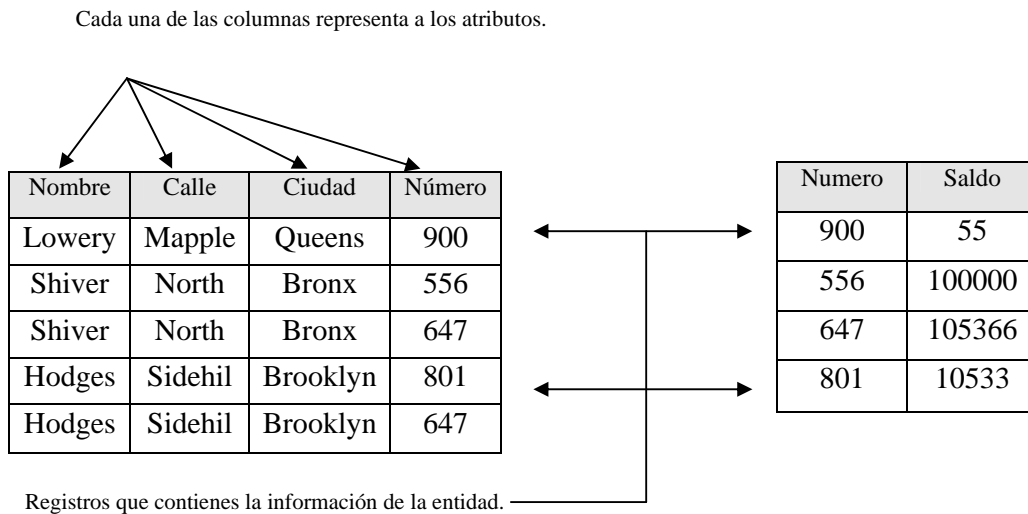 Cada una de las columnas representa a los atributos.
Nombre Calle Ciudad Número
Lowery Mapple Queens 900
Shiver North Bronx 556
Shiver North Bronx 647
Hodges Sidehil Brooklyn 801
Hodges Sidehil Brooklyn 647
Numero Saldo
900 55
556 100000
647 105366
801 10533
Registros que contienes la información de la entidad.